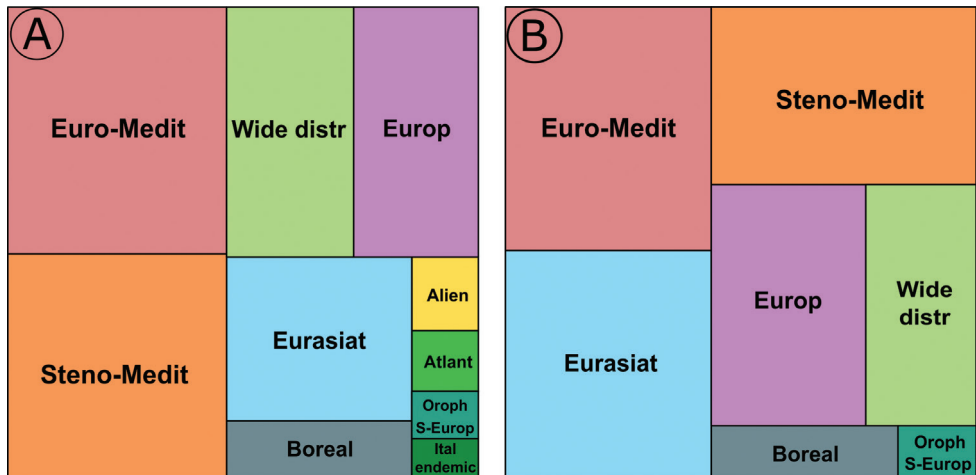 A
Euro-Medit
Wide distr
Europ
Steno-Medit
Eurasiat
Alien
Atlant
Oroph
S-Europ
Boreal
Ital
endemic
B
Euro-Medit
Steno-Medit
Europ
Wide
distr
Eurasiat
Boreal
Oroph
S-Europ